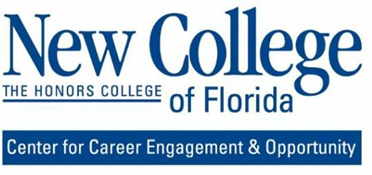 New College
THE HONORS COLLEGE of Florida
Center for Career Engagement & Opportunity